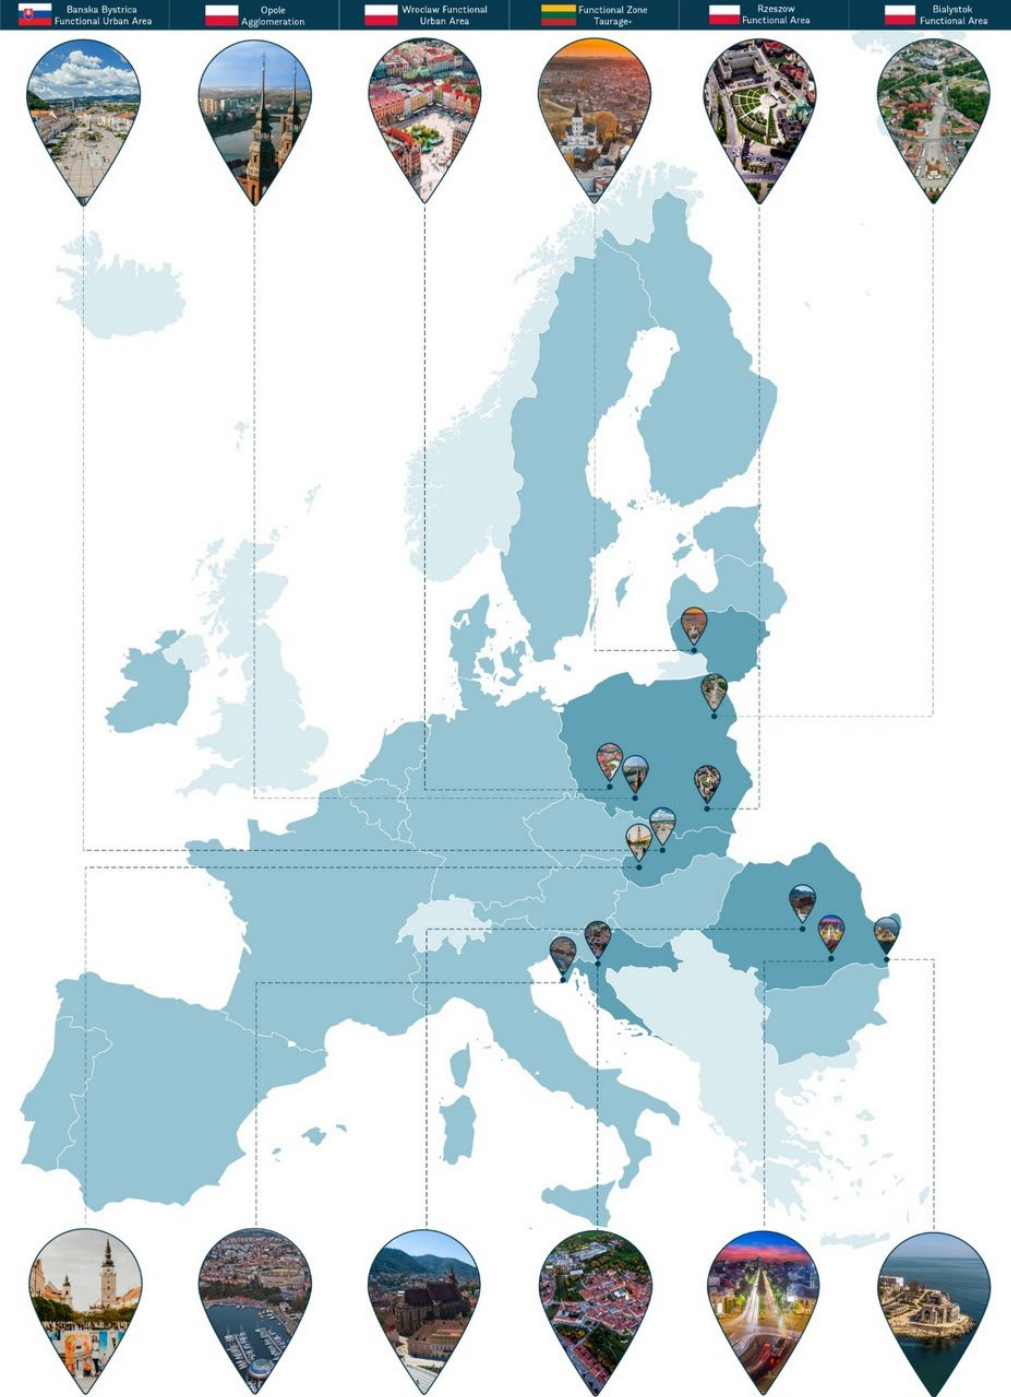 Banska Bystrica
Functional Urban Area
Opole
Agglomeration
Wroclaw Functional
Urban Area
Functional Zone
Taurage+
Rzeszow
Functional Area
Bialystok
Functional Area